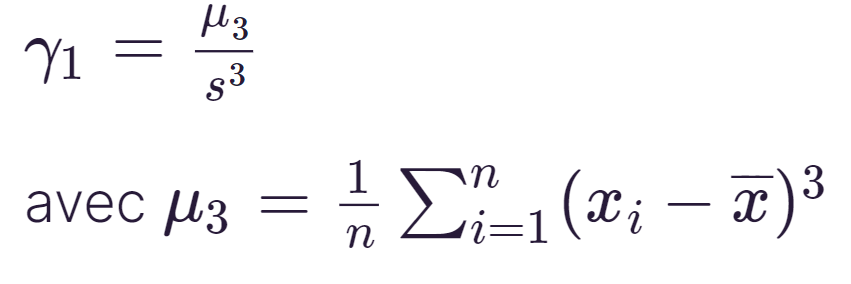 γ₁ = μ₃/s³
avec μ₃ = 1/n ∑ⁿᵢ₌₁(xᵢ − x̅)³